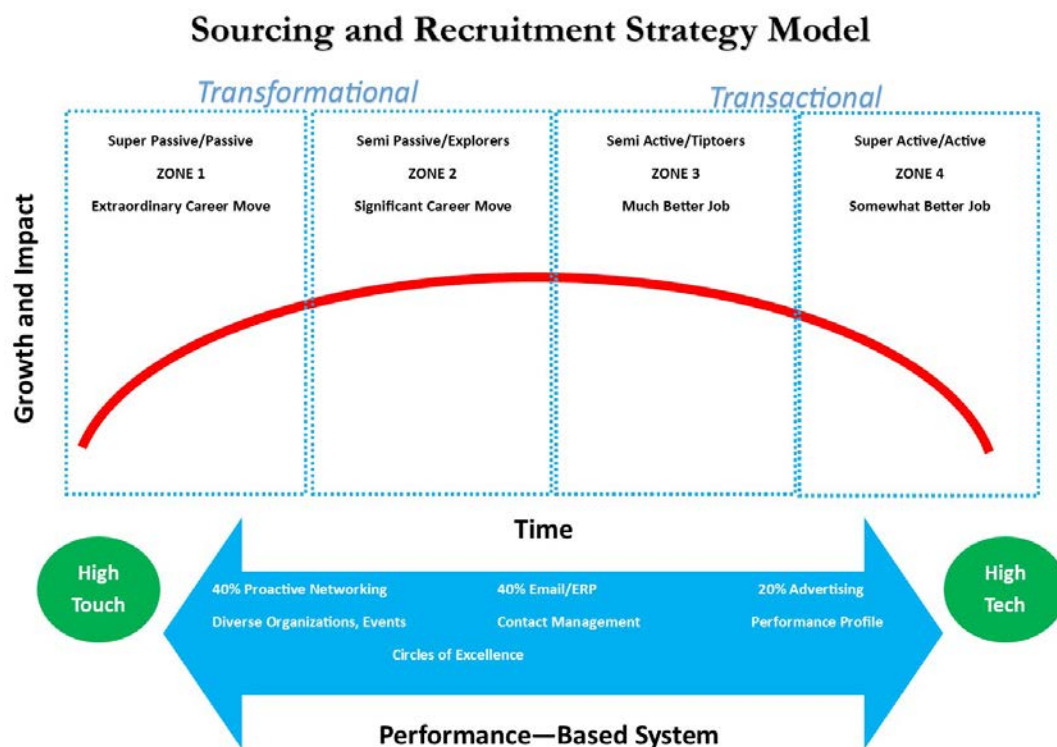 Sourcing and Recruitment Strategy Model
Transformational
Transactional
Super Passive/Passive
ZONE 1
Extraordinary Career Move
Semi Passive/Explorers
ZONE 2
Significant Career Move
Semi Active/Tiptoers
ZONE 3
Much Better Job
Super Active/Active
ZONE 4
Somewhat Better Job
Growth and Impact
Time
High
Touch
40% Proactive Networking
40% Email/ERP
20% Advertising
Diverse Organizations, Events
Contact Management
Performance Profile
Circles of Excellence
High
Tech
Performance—Based System